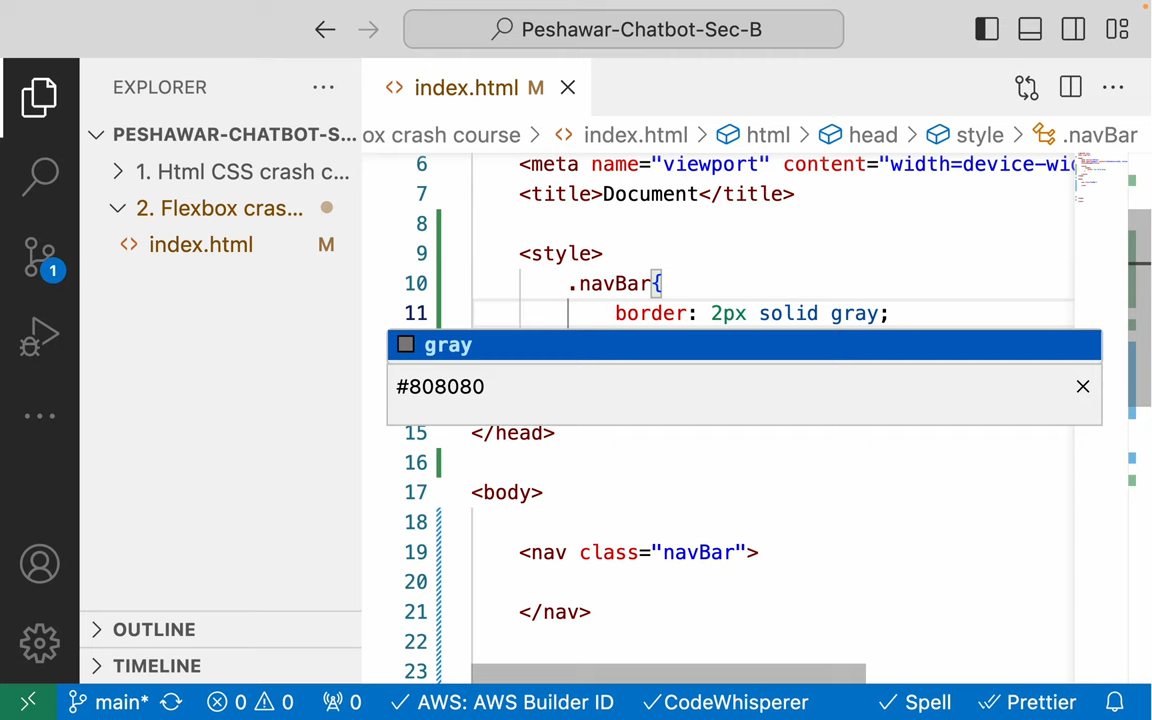 Peshawar-Chatbot-Sec-B
EXPLORER
PESHAWAR-CHATBOT-S...
1. Html CSS crash c...
2. Flexbox cras...
index.html M
OUTLINE
TIMELINE
index.html M
ox crash course > index.html > html > head > style > .navBar
6 <meta name="viewport" content="width=device-wi
7 <title>Document</title>
8
9 <style>
10 .navBar{
11 border: 2px solid gray;
gray
#808080
15 </head>
16
17 <body>
18
19 <nav class="navBar">
20
21 </nav>
22
23
1
main* 0 0 0 AWS: AWS Builder ID CodeWhisperer Spell Prettier